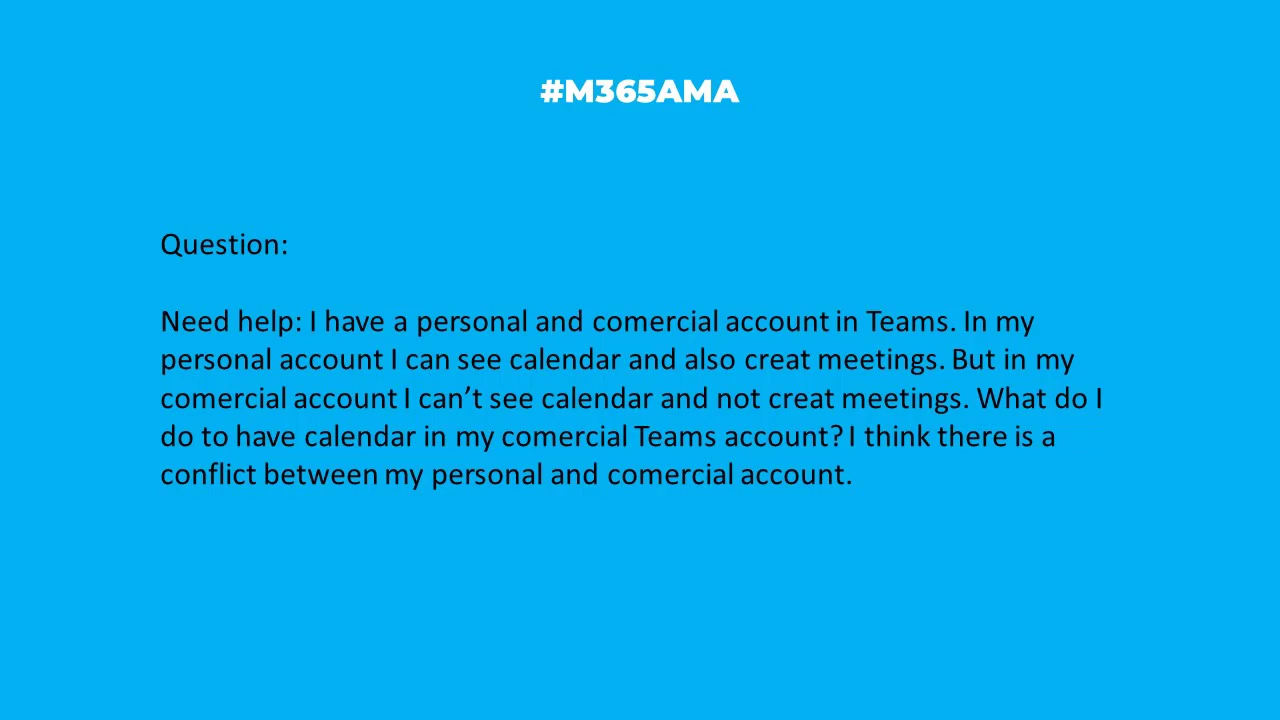 #M365AMA
Question:
Need help: I have a personal and comercial account in Teams. In my
personal account I can see calendar and also creat meetings. But in my
comercial account I can’t see calendar and not creat meetings. What do I
do to have calendar in my comercial Teams account? I think there is a
conflict between my personal and comercial account.